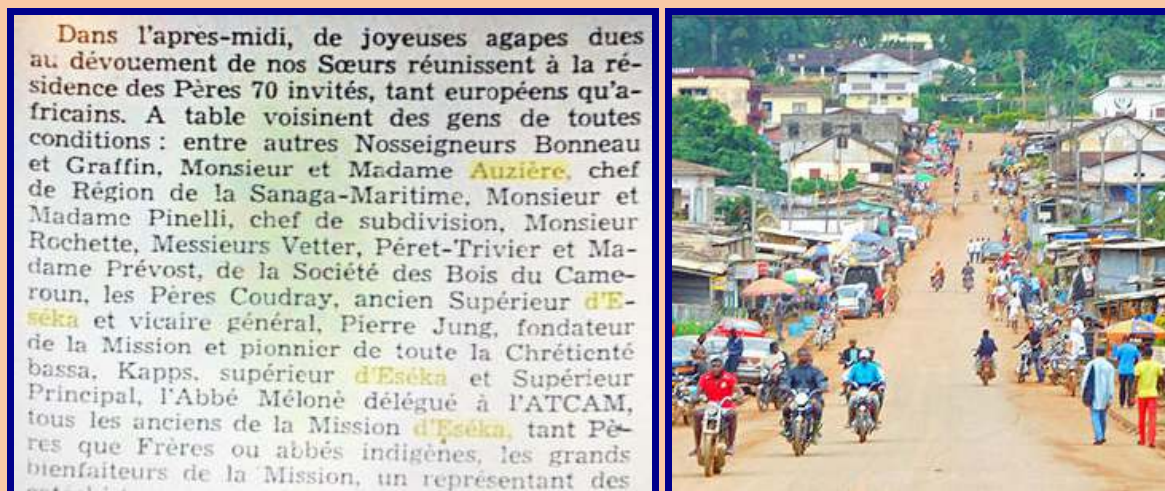 Dans l'après-midi, de joyeuses agapes dues
au dévouement de nos Sœurs réunissent à la ré-
sidence des Pères 70 invités, tant européens qu'a-
fricains. A table voisinent des gens de toutes
conditions : entre autres Nosseigneurs Bonneau
et Graffin, Monsieur et Madame Auzière, chef
de Région de la Sanaga-Maritime, Monsieur et
Madame Pinelli, chef de subdivision, Monsieur
Rochette, Messieurs Vetter, Péret-Trivier et Ma-
dame Prévost, de la Société des Bois du Came-
roun, les Pères Coudray, ancien Supérieur d'E-
séka et vicaire général, Pierre Jung, fondateur
de la Mission et pionnier de toute la Chrétienté
bassa, Kapps, supérieur d'Eséka et Supérieur
Principal, l'Abbé Mélonè délégué à l'ATCAM,
tous les anciens de la Mission d'Eséka, tant Pè-
res que Frères ou abbés indigènes, les grands
bienfaiteurs de la Mission, un représentant des